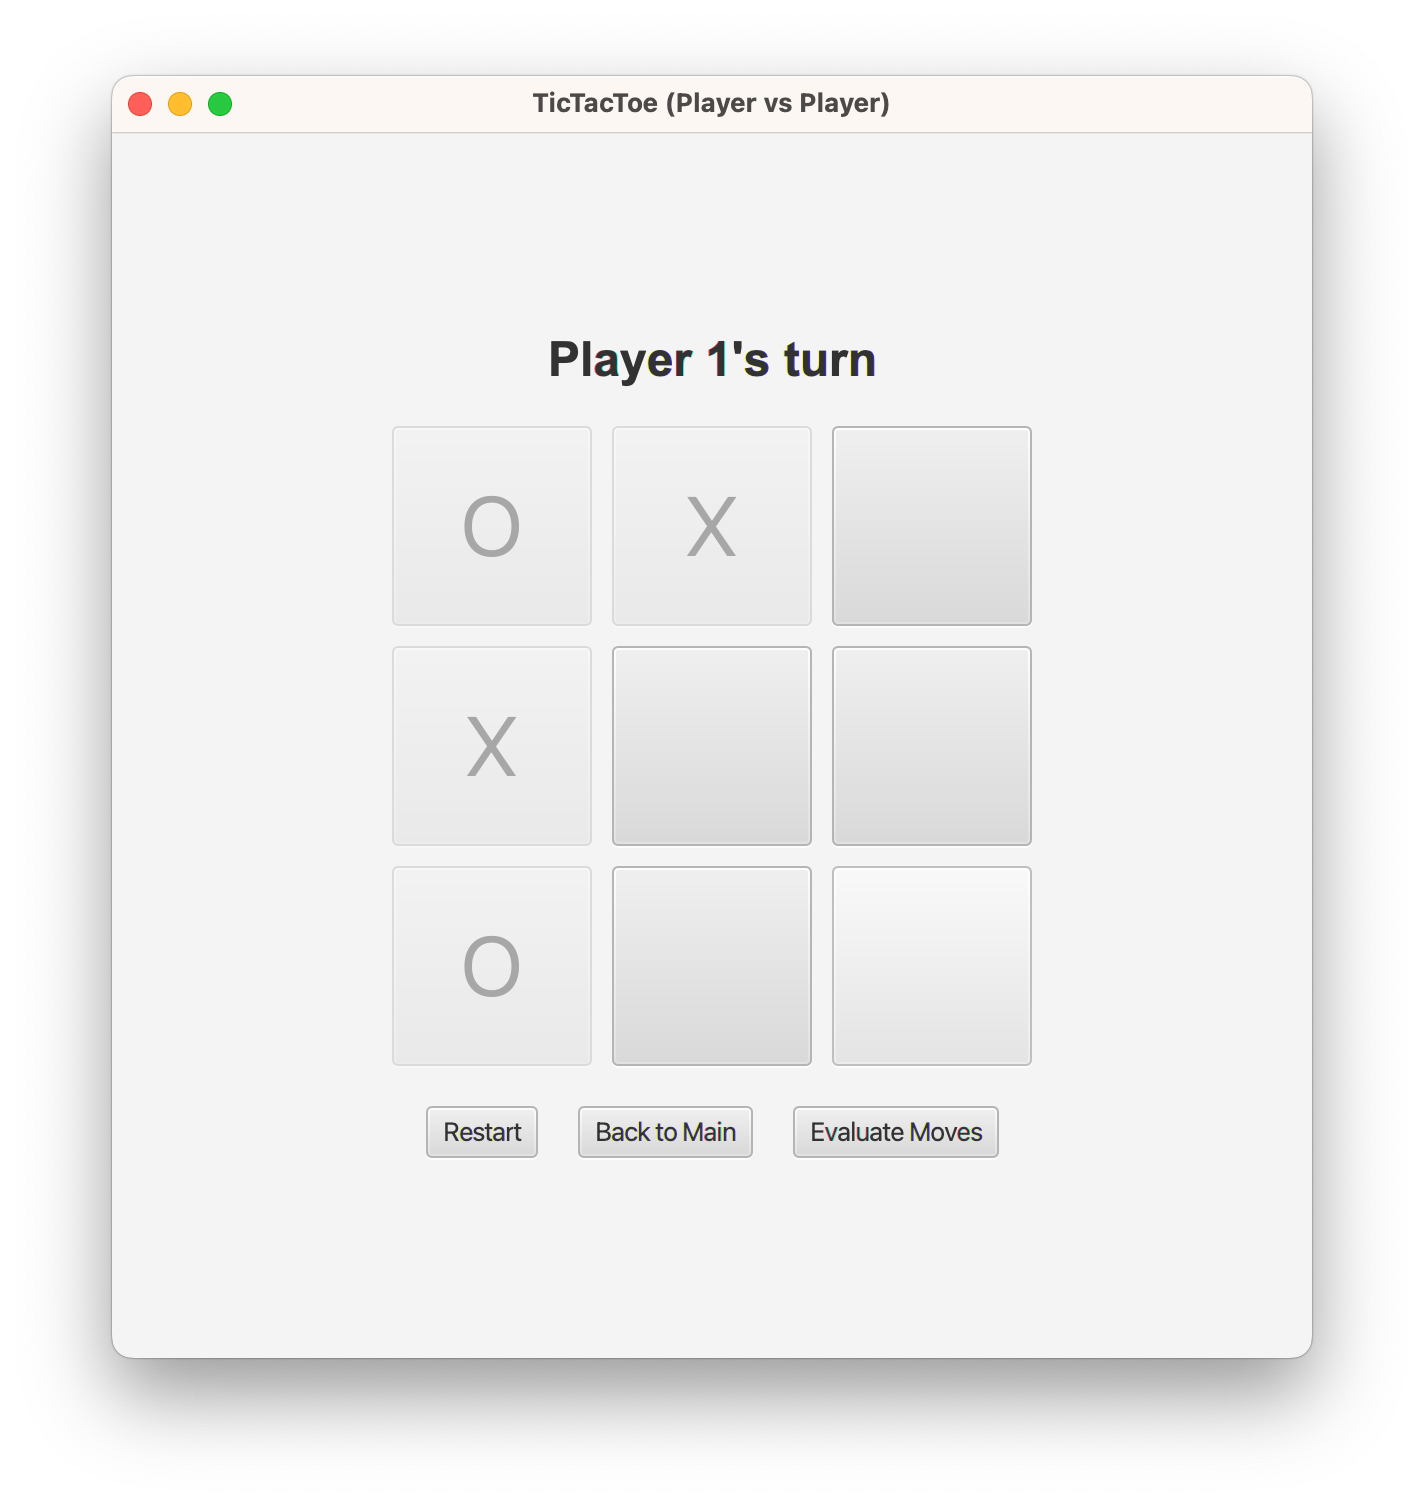 TicTacToe (Player vs Player)
Player 1's turn
O X
X
O
Restart Back to Main Evaluate Moves